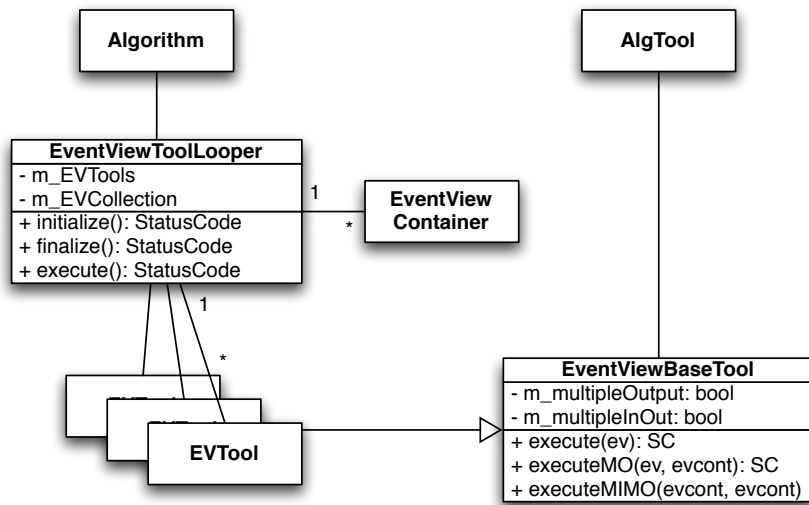 Algorithm
AlgTool
EventViewToolLooper
- m_EVTools
- m_EVCollection
+ initialize(): StatusCode
+ finalize(): StatusCode
+ execute(): StatusCode
1
*
EventView
Container
1
*
EVTool
EventViewBaseTool
- m_multipleOutput: bool
- m_multipleInOut: bool
+ execute(ev): SC
+ executeMO(ev, evcont): SC
+ executeMIMO(evcont, evcont)